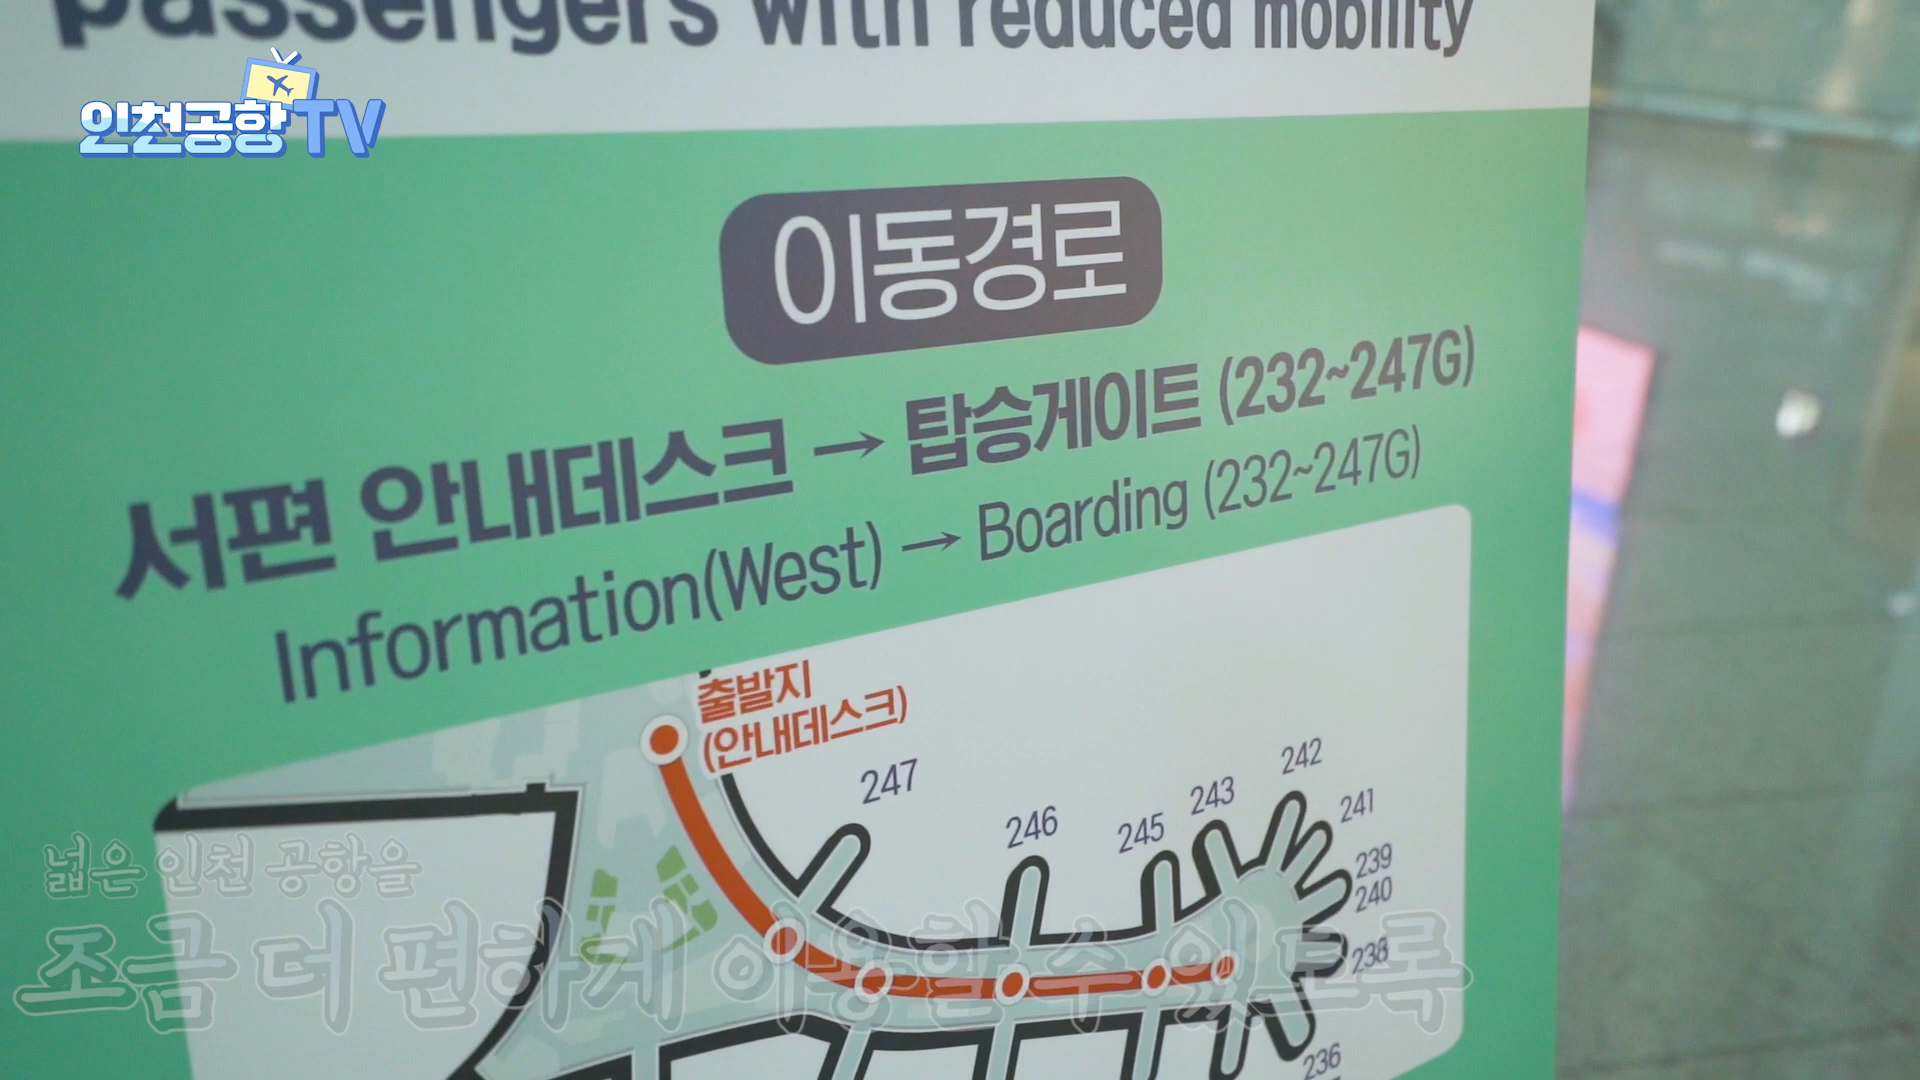 passengers with reduced mobility
인천공항TV
이동경로
서편 안내데스크 → 탑승게이트 (232~247G)
Information(West) → Boarding (232~247G)
출발지
(안내데스크)
247
246
245
243
242
241
239
240
238
236
넓은 인천 공항을
조금 더 편하게 이용할 수 있도록